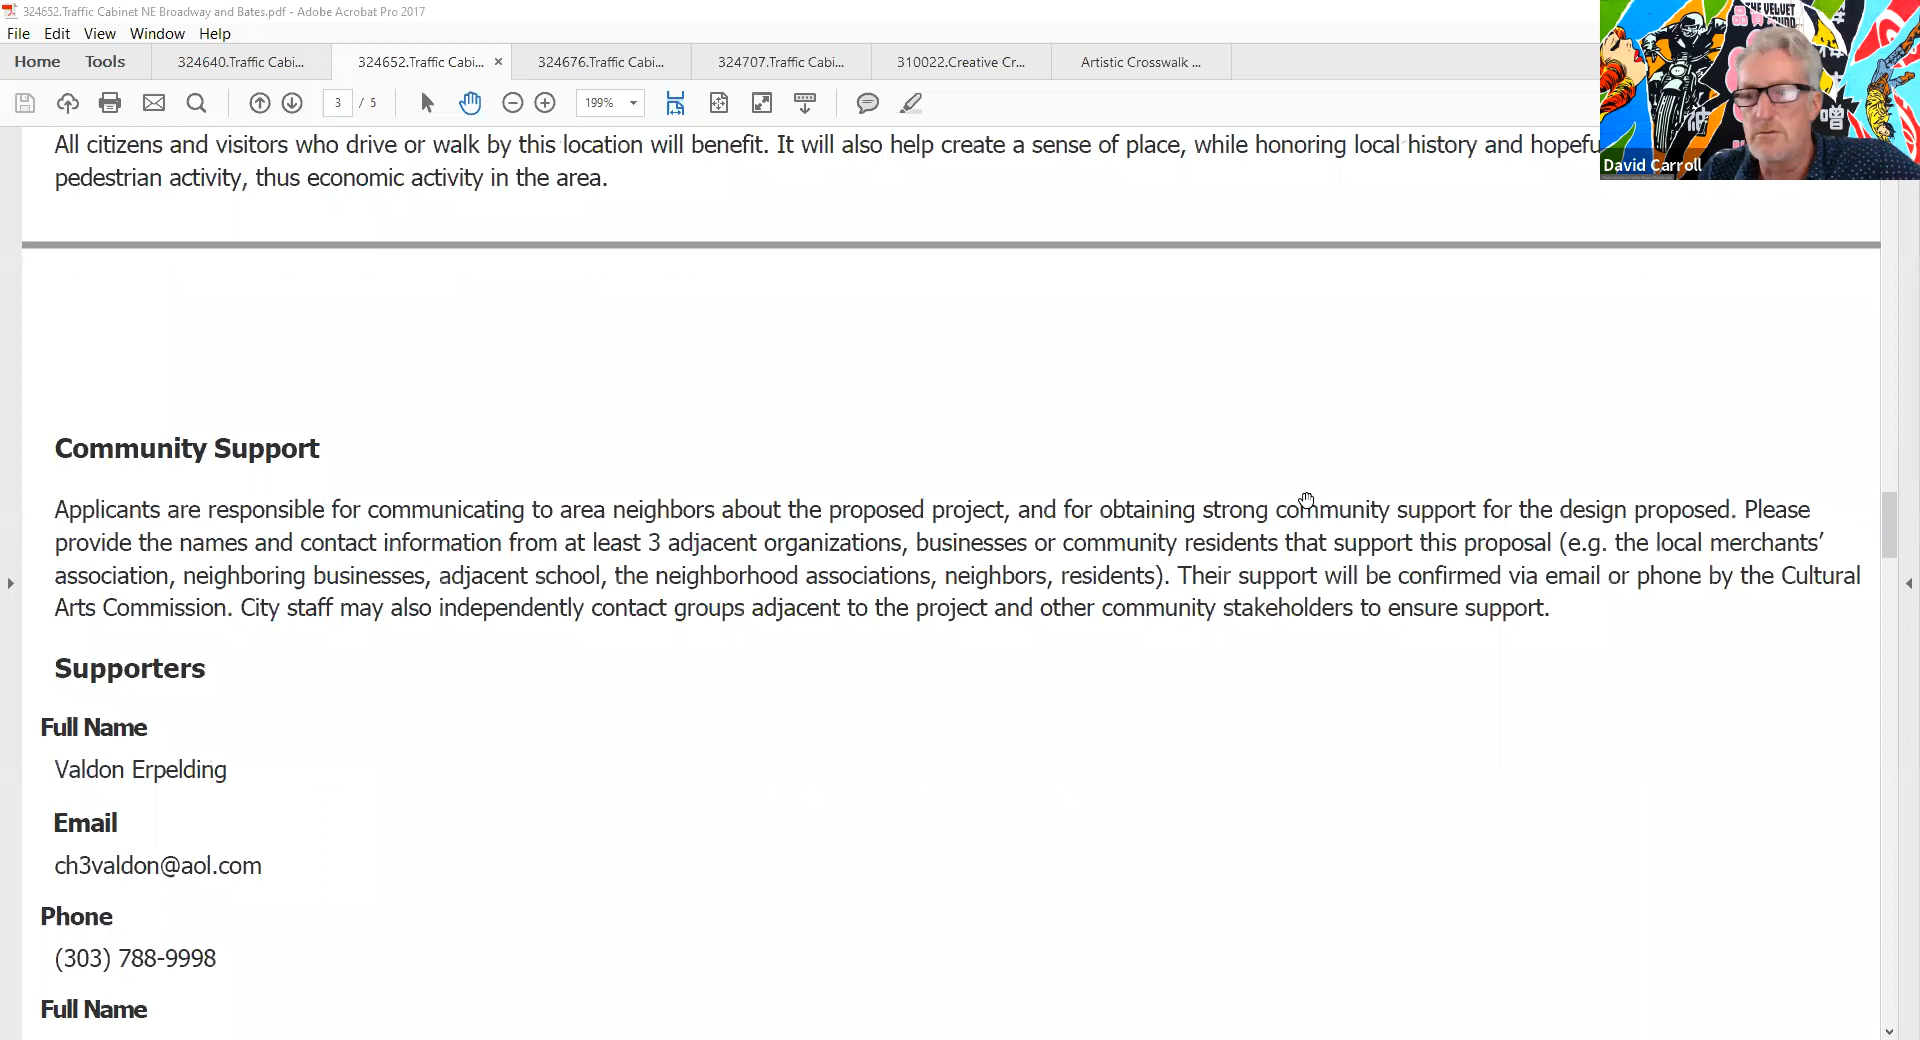 324652.Traffic Cabinet NE Broadway and Bates.pdf - Adobe Acrobat Pro 2017
File Edit View Window Help
Home Tools 324640.Traffic Cabi... 324652.Traffic Cabi... × 324676.Traffic Cabi... 324707.Traffic Cabi... 310022.Creative Cr... Artistic Crosswalk ...
3 / 5 199%
THE VELVET
David Carroll
All citizens and visitors who drive or walk by this location will benefit. It will also help create a sense of place, while honoring local history and hopefu
pedestrian activity, thus economic activity in the area.
Community Support
Applicants are responsible for communicating to area neighbors about the proposed project, and for obtaining strong community support for the design proposed. Please
provide the names and contact information from at least 3 adjacent organizations, businesses or community residents that support this proposal (e.g. the local merchants’
association, neighboring businesses, adjacent school, the neighborhood associations, neighbors, residents). Their support will be confirmed via email or phone by the Cultural
Arts Commission. City staff may also independently contact groups adjacent to the project and other community stakeholders to ensure support.
Supporters
Full Name
Valdon Erpelding
Email
ch3valdon@aol.com
Phone
(303) 788-9998
Full Name